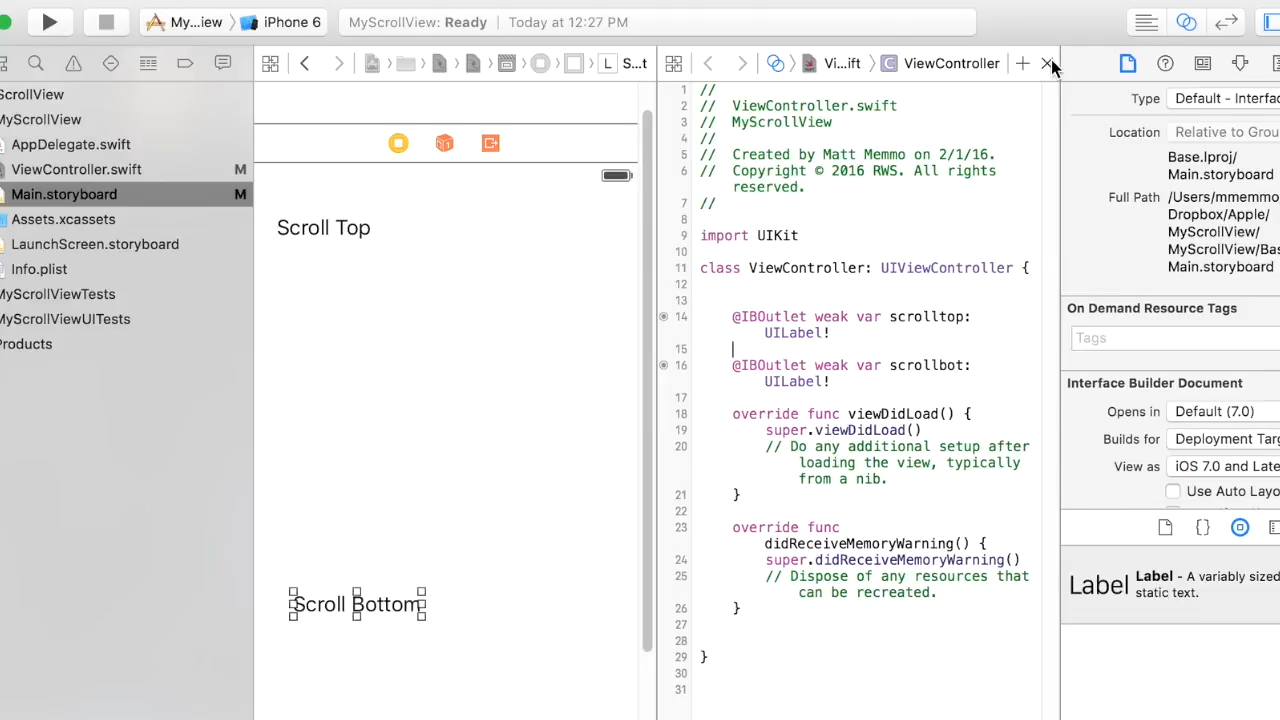 My...iew
iPhone 6
MyScrollView: Ready | Today at 12:27 PM
S...t
Vi...ift
C
ViewController
ScrollView
MyScrollView
AppDelegate.swift
ViewController.swift M
Main.storyboard M
Assets.xcassets
LaunchScreen.storyboard
Info.plist
MyScrollViewTests
MyScrollViewUITests
Products
Scroll Top
Scroll Bottom
1 //
2 // ViewController.swift
3 // MyScrollView
4 //
5 // Created by Matt Memmo on 2/1/16.
6 // Copyright © 2016 RWS. All rights
reserved.
7 //
8
9 import UIKit
10
11 class ViewController: UIViewController {
12
13
14 @IBOutlet weak var scrolltop:
UILabel!
15
16 @IBOutlet weak var scrollbot:
UILabel!
17
18 override func viewDidLoad() {
19 super.viewDidLoad()
20 // Do any additional setup after
loading the view, typically
from a nib.
21 }
22
23 override func
didReceiveMemoryWarning() {
24 super.didReceiveMemoryWarning()
25 // Dispose of any resources that
can be recreated.
26 }
27
28
29 }
30
31
Type Default - Interfac
Location Relative to Grou
Base.lproj/
Main.storyboard
Full Path /Users/mmemmo
Dropbox/Apple/
MyScrollView/
MyScrollView/Bas
Main.storyboard
On Demand Resource Tags
Tags
Interface Builder Document
Opens in Default (7.0)
Builds for Deployment Targ
View as iOS 7.0 and Late
Use Auto Layo
Label
Label - A variably sized
static text.